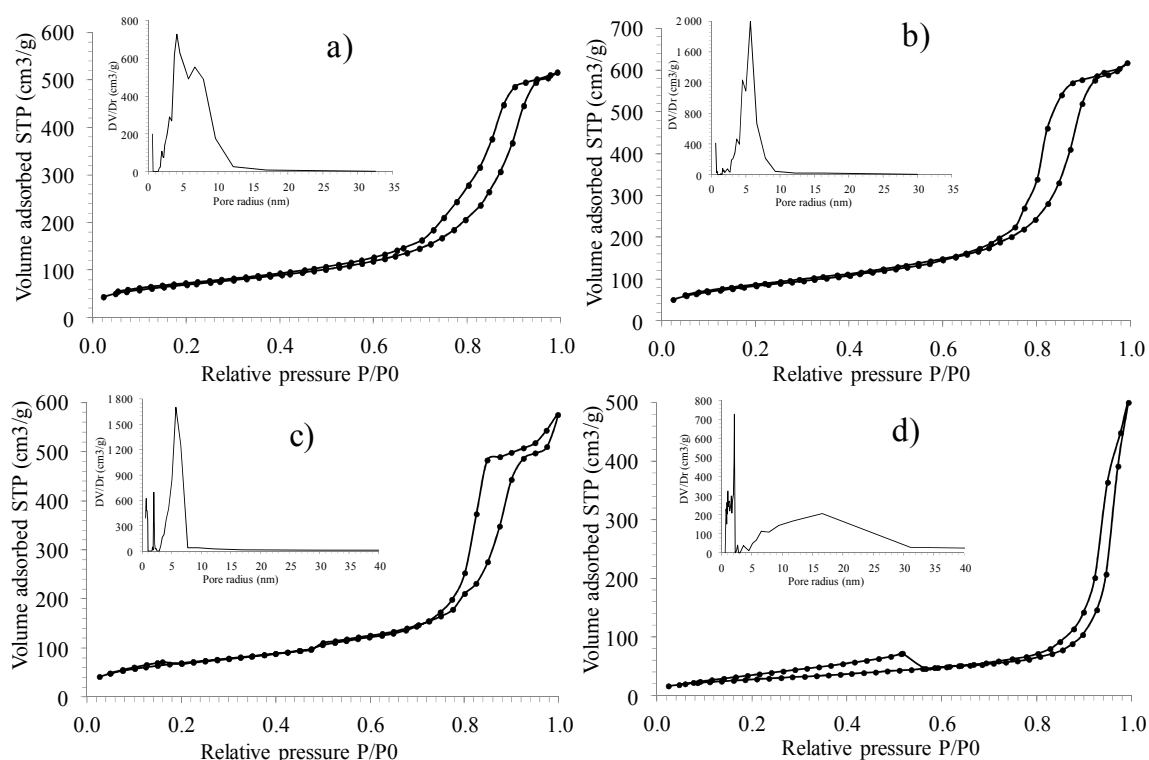 a)
Volume adsorbed STP (cm3/g)
600
500
400
300
200
100
0
0.0 0.2 0.4 0.6 0.8 1.0
Relative pressure P/P0
DV/Dr (cm3/g)
800
600
400
200
0
0 5 10 15 20 25 30 35
Pore radius (nm)
b)
Volume adsorbed STP (cm3/g)
700
600
500
400
300
200
100
0
0.0 0.2 0.4 0.6 0.8 1.0
Relative pressure P/P0
DV/Dr (cm3/g)
2 000
1 600
1 200
800
400
0
0 5 10 15 20 25 30 35
Pore radius (nm)
c)
Volume adsorbed STP (cm3/g)
600
500
400
300
200
100
0
0.0 0.2 0.4 0.6 0.8 1.0
Relative pressure P/P0
DV/Dr (cm3/g)
1 800
1 500
1 200
900
600
300
0
0 5 10 15 20 25 30 35 40
Pore radius (nm)
d)
Volume adsorbed STP (cm3/g)
500
400
300
200
100
0
0.0 0.2 0.4 0.6 0.8 1.0
Relative pressure P/P0
DV/Dr (cm3/g)
800
700
600
500
400
300
200
100
0
0 5 10 15 20 25 30 35 40
Pore radius (nm)